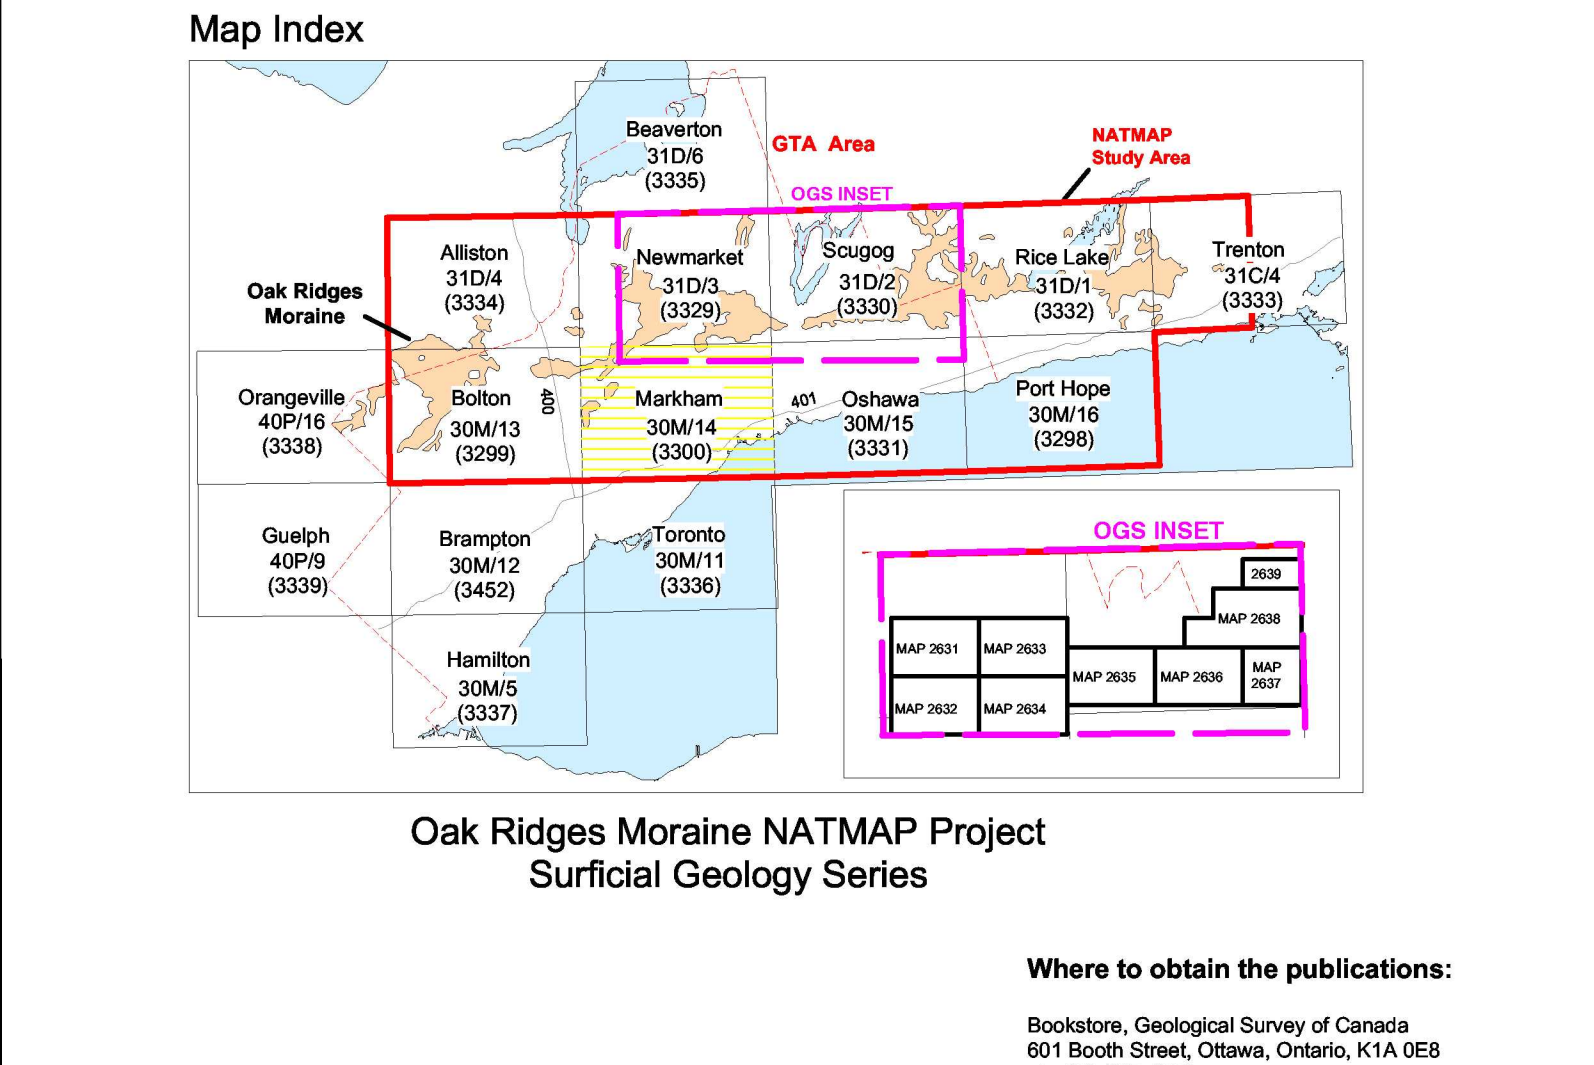 Map Index
Beaverton
31D/6
(3335)
GTA Area
NATMAP
Study Area
OGS INSET
Alliston
31D/4
(3334)
Newmarket
31D/3
(3329)
Scugog
31D/2
(3330)
Rice Lake
31D/1
(3332)
Trenton
31C/4
(3333)
Oak Ridges
Moraine
Orangeville
40P/16
(3338)
Bolton
30M/13
(3299)
400
Markham
30M/14
(3300)
401
Oshawa
30M/15
(3331)
Port Hope
30M/16
(3298)
Guelph
40P/9
(3339)
Brampton
30M/12
(3452)
Toronto
30M/11
(3336)
Hamilton
30M/5
(3337)
OGS INSET
2639
MAP 2638
MAP 2631
MAP 2633
MAP 2635
MAP 2636
MAP
2637
MAP 2632
MAP 2634
Oak Ridges Moraine NATMAP Project
Surficial Geology Series
Where to obtain the publications:
Bookstore, Geological Survey of Canada
601 Booth Street, Ottawa, Ontario, K1A 0E8